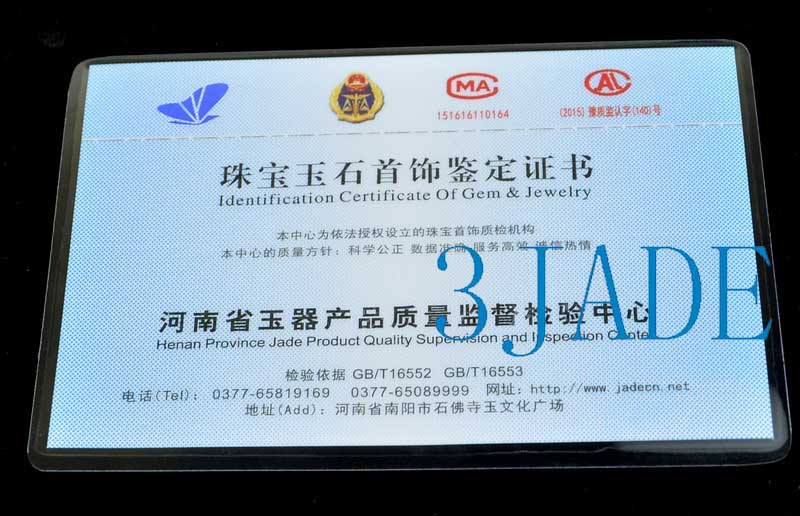 MA
151616110164
CAL
(2015)豫质监认字(140)号
珠宝玉石首饰鉴定证书
Identification Certificate Of Gem & Jewelry
本中心为依法授权设立的珠宝首饰质检机构
本中心的质量方针：科学公正 数据准确 服务高效 诚信热情
3JADE
河南省玉器产品质量监督检验中心
Henan Province Jade Product Quality Supervision and Inspection Center
检验依据 GB/T16552 GB/T16553
电话(Tel)：0377-65819169 0377-65089999 网址：http://www.jadecn.net
地址(Add)：河南省南阳市石佛寺玉文化广场